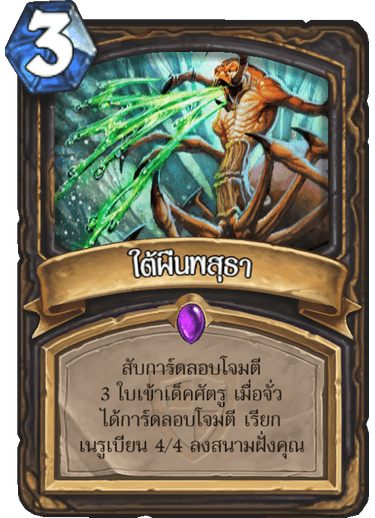 3
ใต้ผืนพสุธา
สับการ์ดลอบโจมตี
3 ใบเข้าเด็คศัตรู เมื่อจั่ว
ได้การ์ดลอบโจมตี เรียก
เนรูเบียน 4/4 ลงสนามฝั่งคุณ